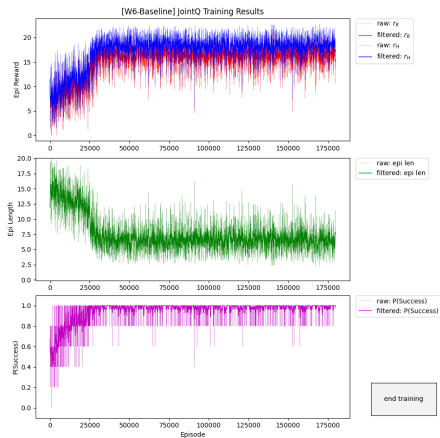 [W6-Baseline] JointQ Training Results
raw: r_R
filtered: r_R
raw: r_H
filtered: r_H
Epi Reward
20
15
10
5
0
0 25000 50000 75000 100000 125000 150000 175000
raw: epi len
filtered: epi len
Epi Length
20.0
17.5
15.0
12.5
10.0
7.5
5.0
2.5
0.0
0 25000 50000 75000 100000 125000 150000 175000
raw: P(Success)
filtered: P(Success)
P(Success)
1.0
0.8
0.6
0.4
0.2
0.0
0 25000 50000 75000 100000 125000 150000 175000
Episode
end training